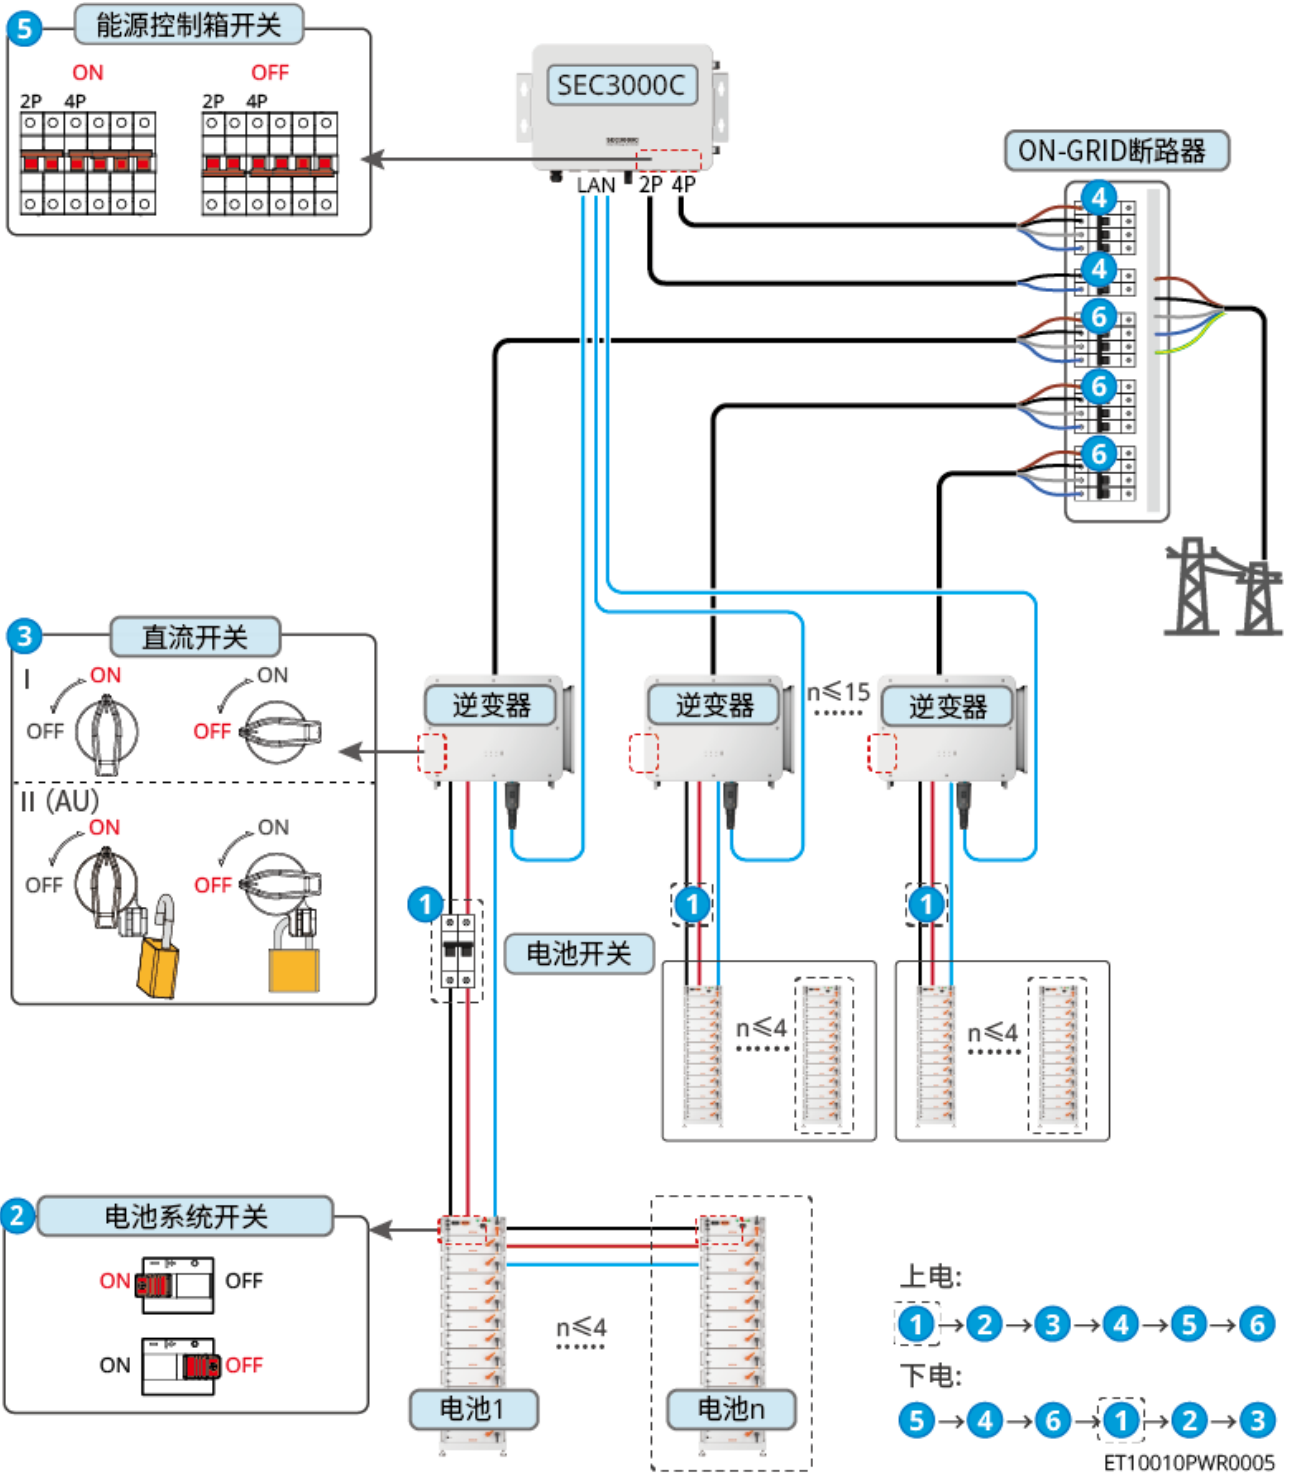 5 能源控制箱开关
ON OFF
2P 4P 2P 4P
SEC3000C
SEC3000C
LAN 2P 4P
ON-GRID断路器
4
4
6
6
6
3 直流开关
I
ON ON
OFF OFF
II (AU)
ON ON
OFF OFF
逆变器 逆变器 n≤15 逆变器
1 1 1
电池开关
n≤4 n≤4
2 电池系统开关
ON OFF
ON OFF
n≤4
电池1 电池n
上电:
1→2→3→4→5→6
下电:
5→4→6→1→2→3
ET10010PWR0005